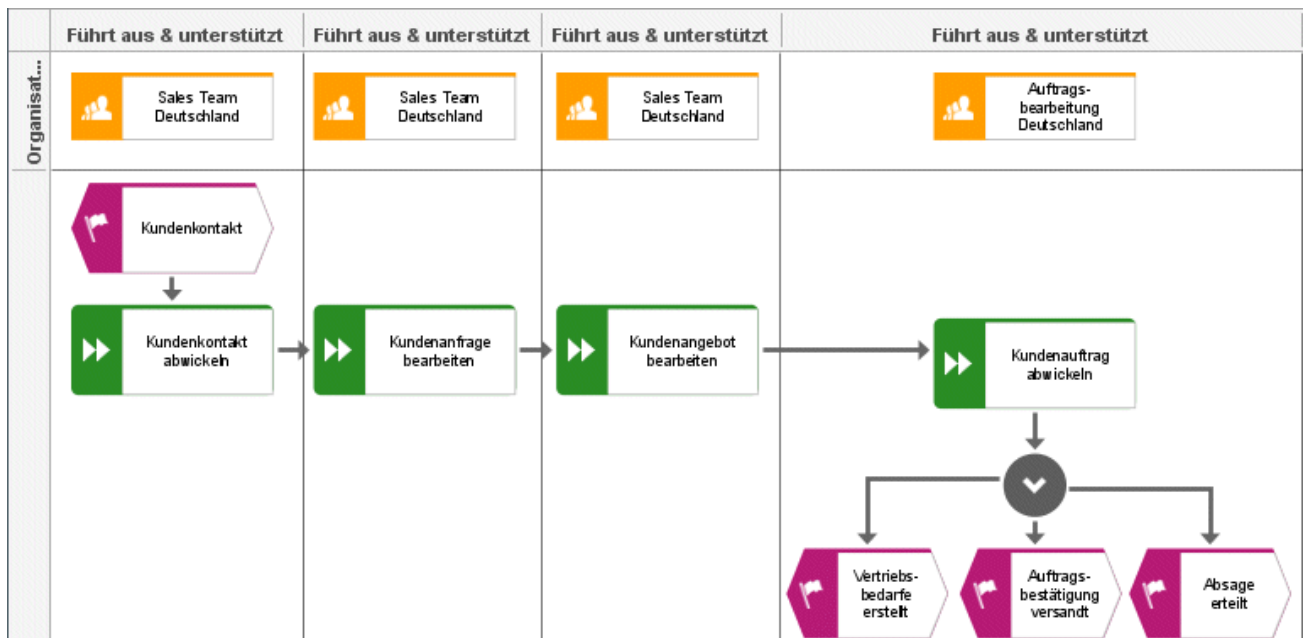 Führt aus & unterstützt
Führt aus & unterstützt
Führt aus & unterstützt
Führt aus & unterstützt
Organisat...
Sales Team
Deutschland
Sales Team
Deutschland
Sales Team
Deutschland
Auftrags-
bearbeitung
Deutschland
Kundenkontakt
Kundenkontakt
abwickeln
Kundenanfrage
bearbeiten
Kundenangebot
bearbeiten
Kundenauftrag
abwickeln
Vertriebs-
bedarfe
erstellt
Auftrags-
bestätigung
versandt
Absage
erteilt